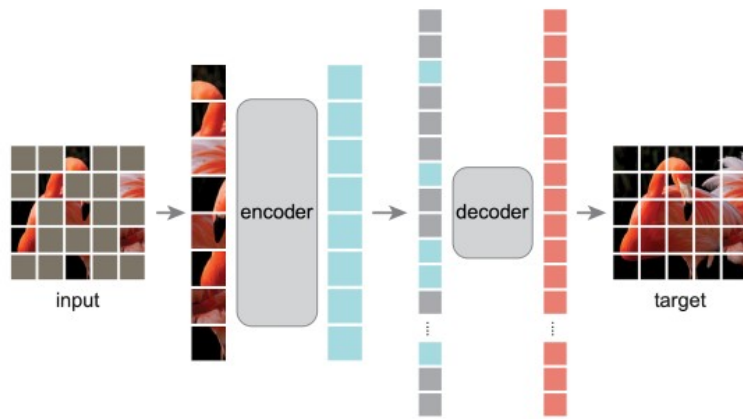 input
encoder
decoder
target